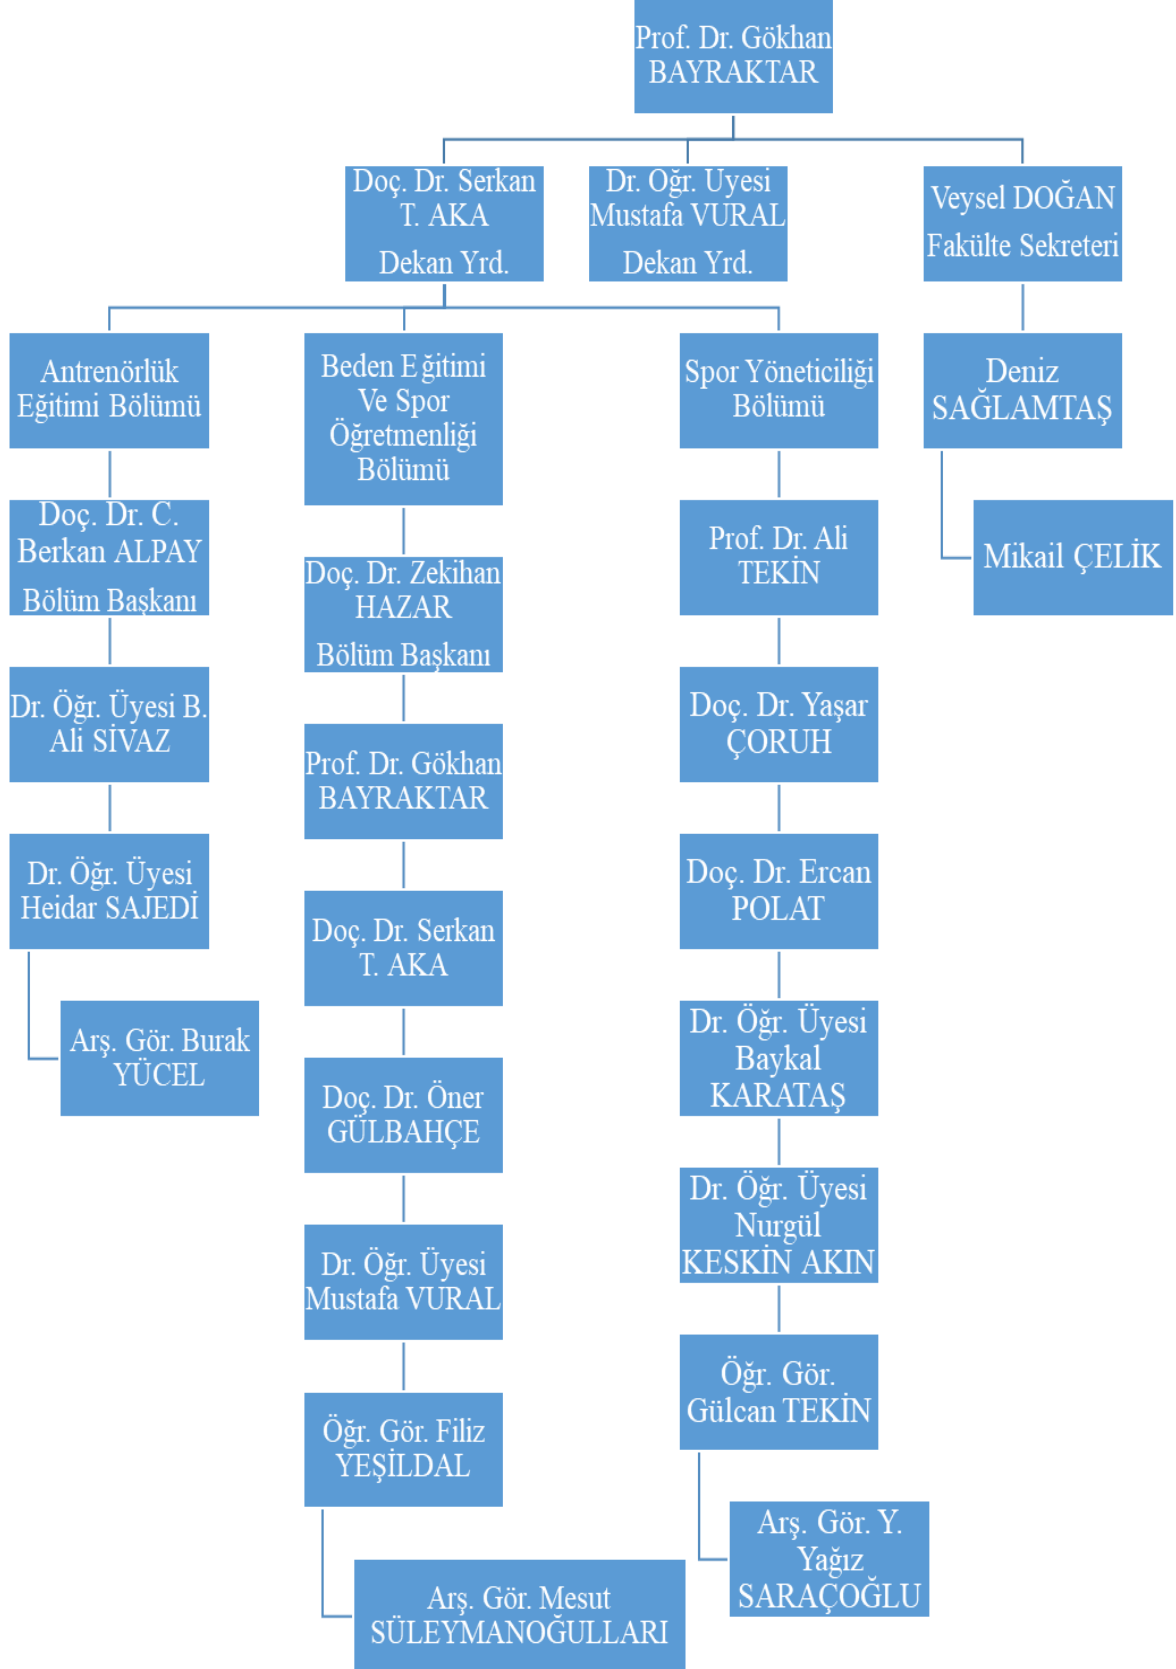 Prof. Dr. Gökhan
BAYRAKTAR
Doç. Dr. Serkan
T. AKA
Dekan Yrd.
Dr. Öğr. Uyesi
Mustafa VURAL
Dekan Yrd.
Veysel DOĞAN
Fakülte Sekreteri
Antrenörlük
Eğitimi Bölümü
Beden Eğitimi
Ve Spor
Öğretmenliği
Bölümü
Spor Yöneticiliği
Bölümü
Deniz
SAĞLAMTAŞ
Doç. Dr. C.
Berkan ALPAY
Bölüm Başkanı
Doç. Dr. Zekihan
HAZAR
Bölüm Başkanı
Prof. Dr. Ali
TEKİN
Mikail ÇELİK
Dr. Öğr. Üyesi B.
Ali SİVAZ
Prof. Dr. Gökhan
BAYRAKTAR
Doç. Dr. Yaşar
ÇORUH
Dr. Öğr. Üyesi
Heidar SAJEDİ
Doç. Dr. Serkan
T. AKA
Doç. Dr. Ercan
POLAT
Arş. Gör. Burak
YÜCEL
Doç. Dr. Öner
GÜLBAHÇE
Dr. Öğr. Üyesi
Baykal
KARATAŞ
Dr. Öğr. Üyesi
Mustafa VURAL
Dr. Öğr. Üyesi
Nurgül
KESKİN AKIN
Öğr. Gör. Filiz
YEŞİLDAL
Öğr. Gör.
Gülcan TEKİN
Arş. Gör. Mesut
SÜLEYMANOĞULLARI
Arş. Gör. Y.
Yağız
SARAÇOĞLU